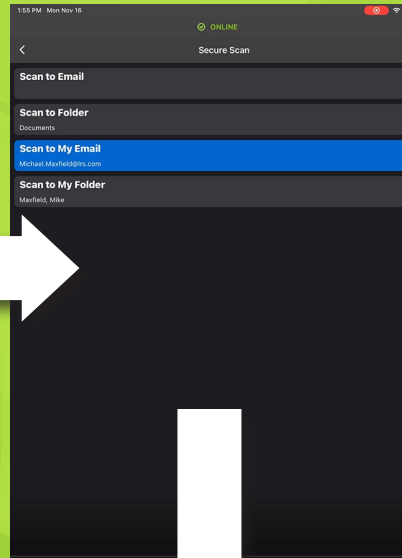 1:55 PM Mon Nov 16
ONLINE
Secure Scan
Scan to Email
Scan to Folder
Documents
Scan to My Email
Michael.Maxfield@lrs.com
Scan to My Folder
Maxfield, Mike